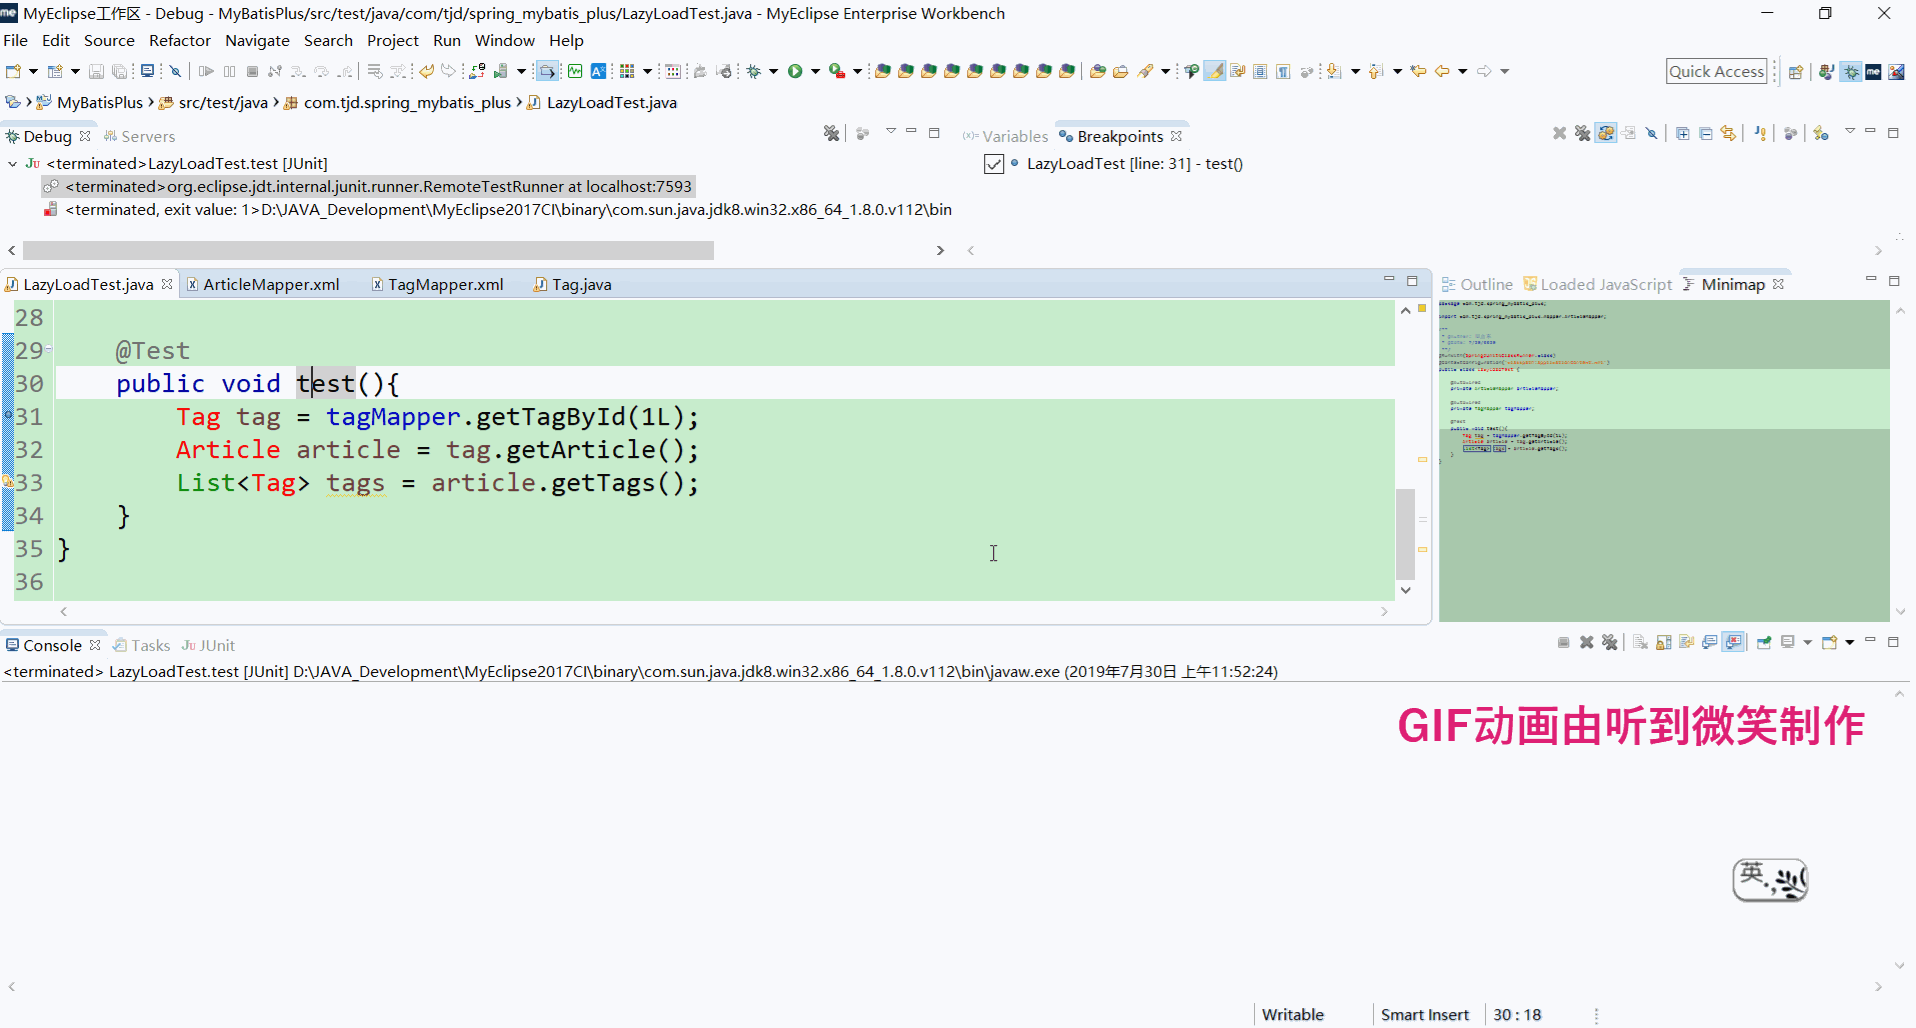 MyEclipse工作区 - Debug - MyBatisPlus/src/test/java/com/tjd/spring_mybatis_plus/LazyLoadTest.java - MyEclipse Enterprise Workbench
File Edit Source Refactor Navigate Search Project Run Window Help
Quick Access
MyBatisPlus src/test/java com.tjd.spring_mybatis_plus LazyLoadTest.java
Debug Servers
Variables Breakpoints
<terminated>LazyLoadTest.test [JUnit]
LazyLoadTest [line: 31] - test()
<terminated>org.eclipse.jdt.internal.junit.runner.RemoteTestRunner at localhost:7593
<terminated, exit value: 1>D:\JAVA_Development\MyEclipse2017CI\binary\com.sun.java.jdk8.win32.x86_64_1.8.0.v112\bin
LazyLoadTest.java ArticleMapper.xml TagMapper.xml Tag.java
Outline Loaded JavaScript Minimap
28
29 @Test
30 public void test(){
31 Tag tag = tagMapper.getTagById(1L);
32 Article article = tag.getArticle();
33 List<Tag> tags = article.getTags();
34 }
35 }
36
Console Tasks JUnit
<terminated> LazyLoadTest.test [JUnit] D:\JAVA_Development\MyEclipse2017CI\binary\com.sun.java.jdk8.win32.x86_64_1.8.0.v112\bin\javaw.exe (2019年7月30日 上午11:52:24)
GIF动画由听到微笑制作
英
Writable Smart Insert 30 : 18